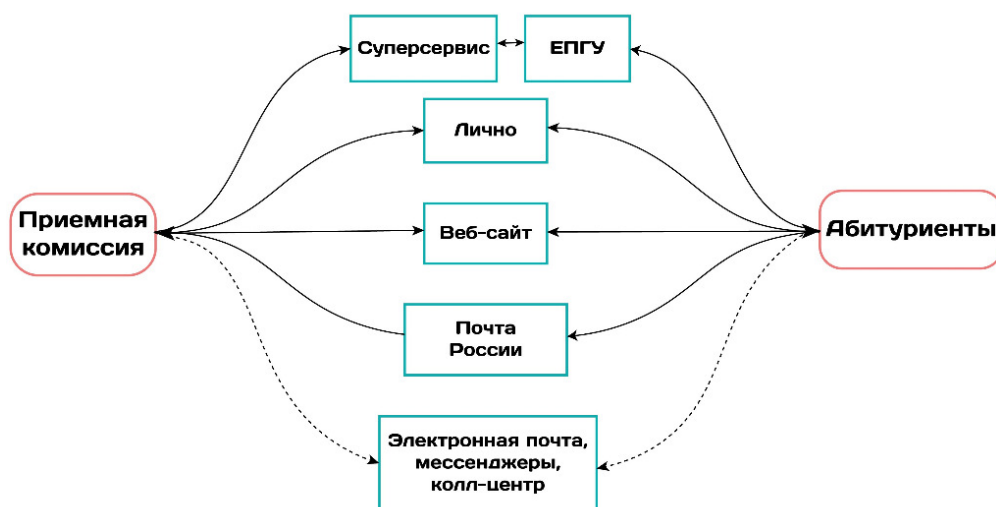 Суперсервис
ЕПГУ
Лично
Приемная
комиссия
Веб-сайт
Абитуриенты
Почта
России
Электронная почта,
мессенджеры,
колл-центр